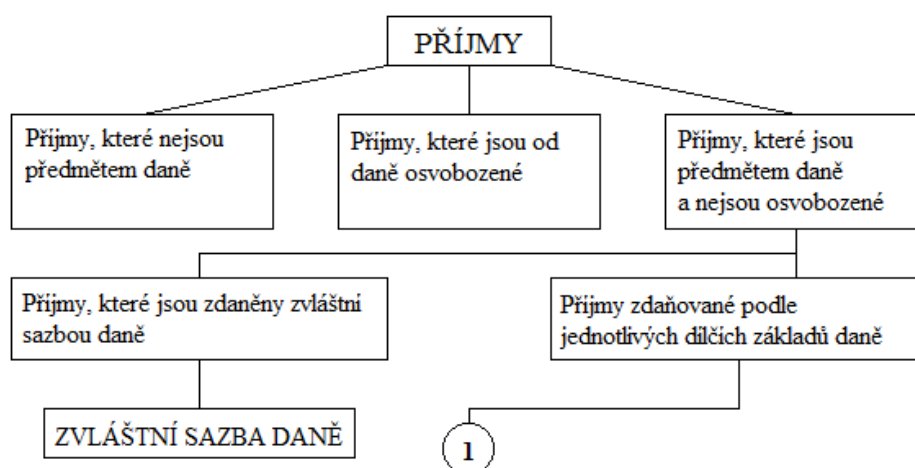 PŘÍJMY
Příjmy, které nejsou
předmětem daně
Příjmy, které jsou od
daně osvobozené
Příjmy, které jsou
předmětem daně
a nejsou osvobozené
Příjmy, které jsou zdaněny zvláštní
sazbou daně
Příjmy zdaňované podle
jednotlivých dílčích základů daně
ZVLÁŠTNÍ SAZBA DANĚ
1